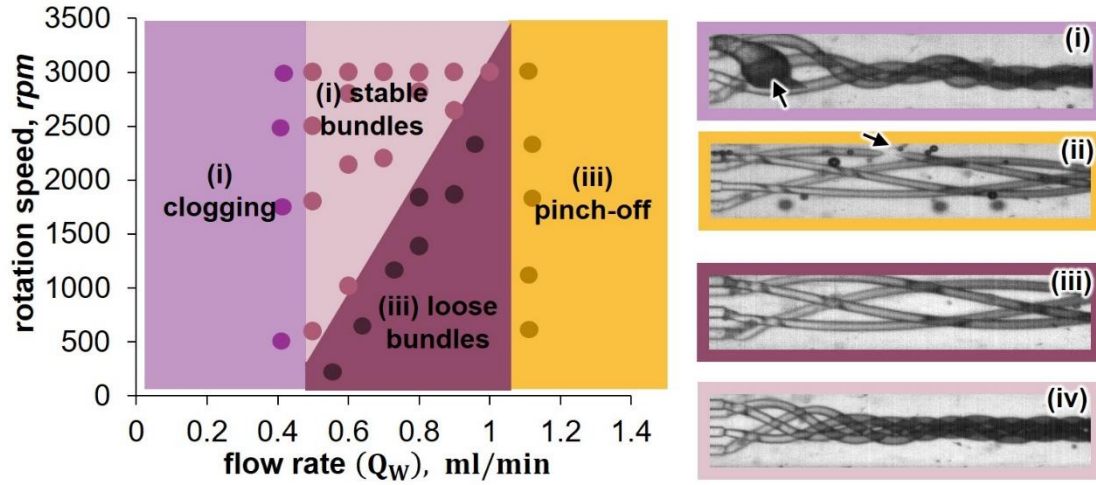 rotation speed, rpm
3500
3000
2500
2000
1500
1000
500
0
(i)
clogging
(i) stable
bundles
(iii) loose
bundles
(iii)
pinch-off
0
0.2
0.4
0.6
0.8
1
1.2
1.4
flow rate (Q_W), ml/min
(i)
(ii)
(iii)
(iv)